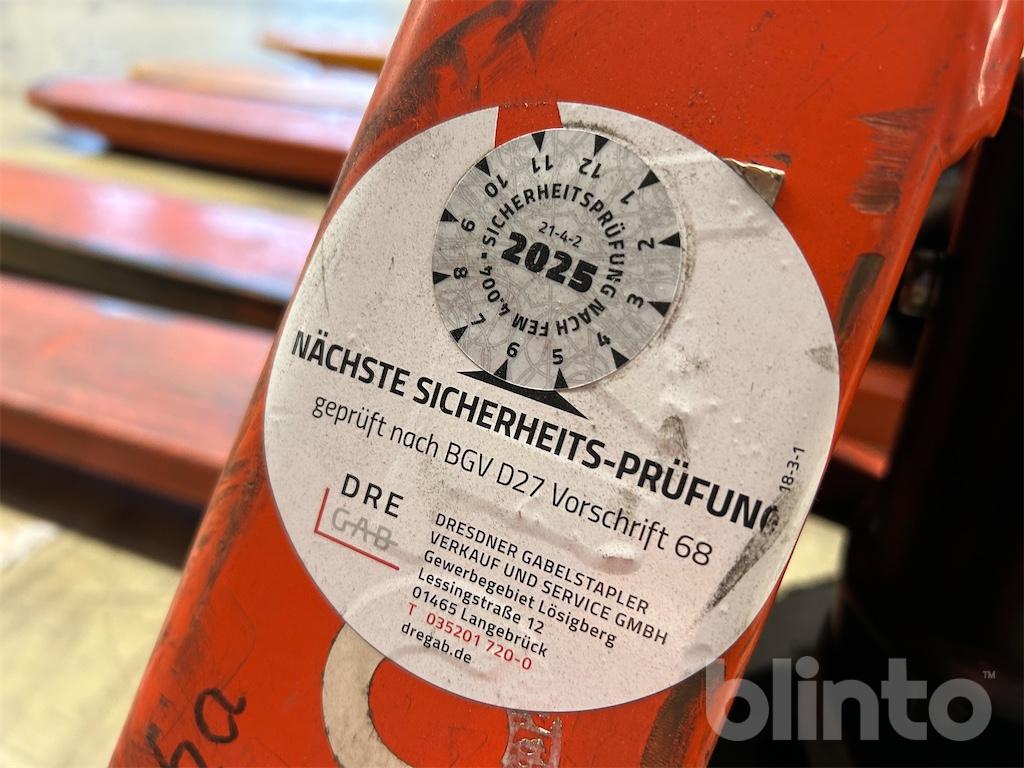 12
1
2
3
4
5
6
7
8
9
10
11
SICHERHEITSPRÜFUNG NACH FEM 4.004
21-4-2
2025
NÄCHSTE SICHERHEITS-PRÜFUNG
geprüft nach BGV D27 Vorschrift 68
18-3-1
DRE
GAB
DRESDNER GABELSTAPLER
VERKAUF UND SERVICE GMBH
Gewerbegebiet Lösigberg
Lessingstraße 12
01465 Langebrück
T 035201 720-0
dregab.de
blinto™